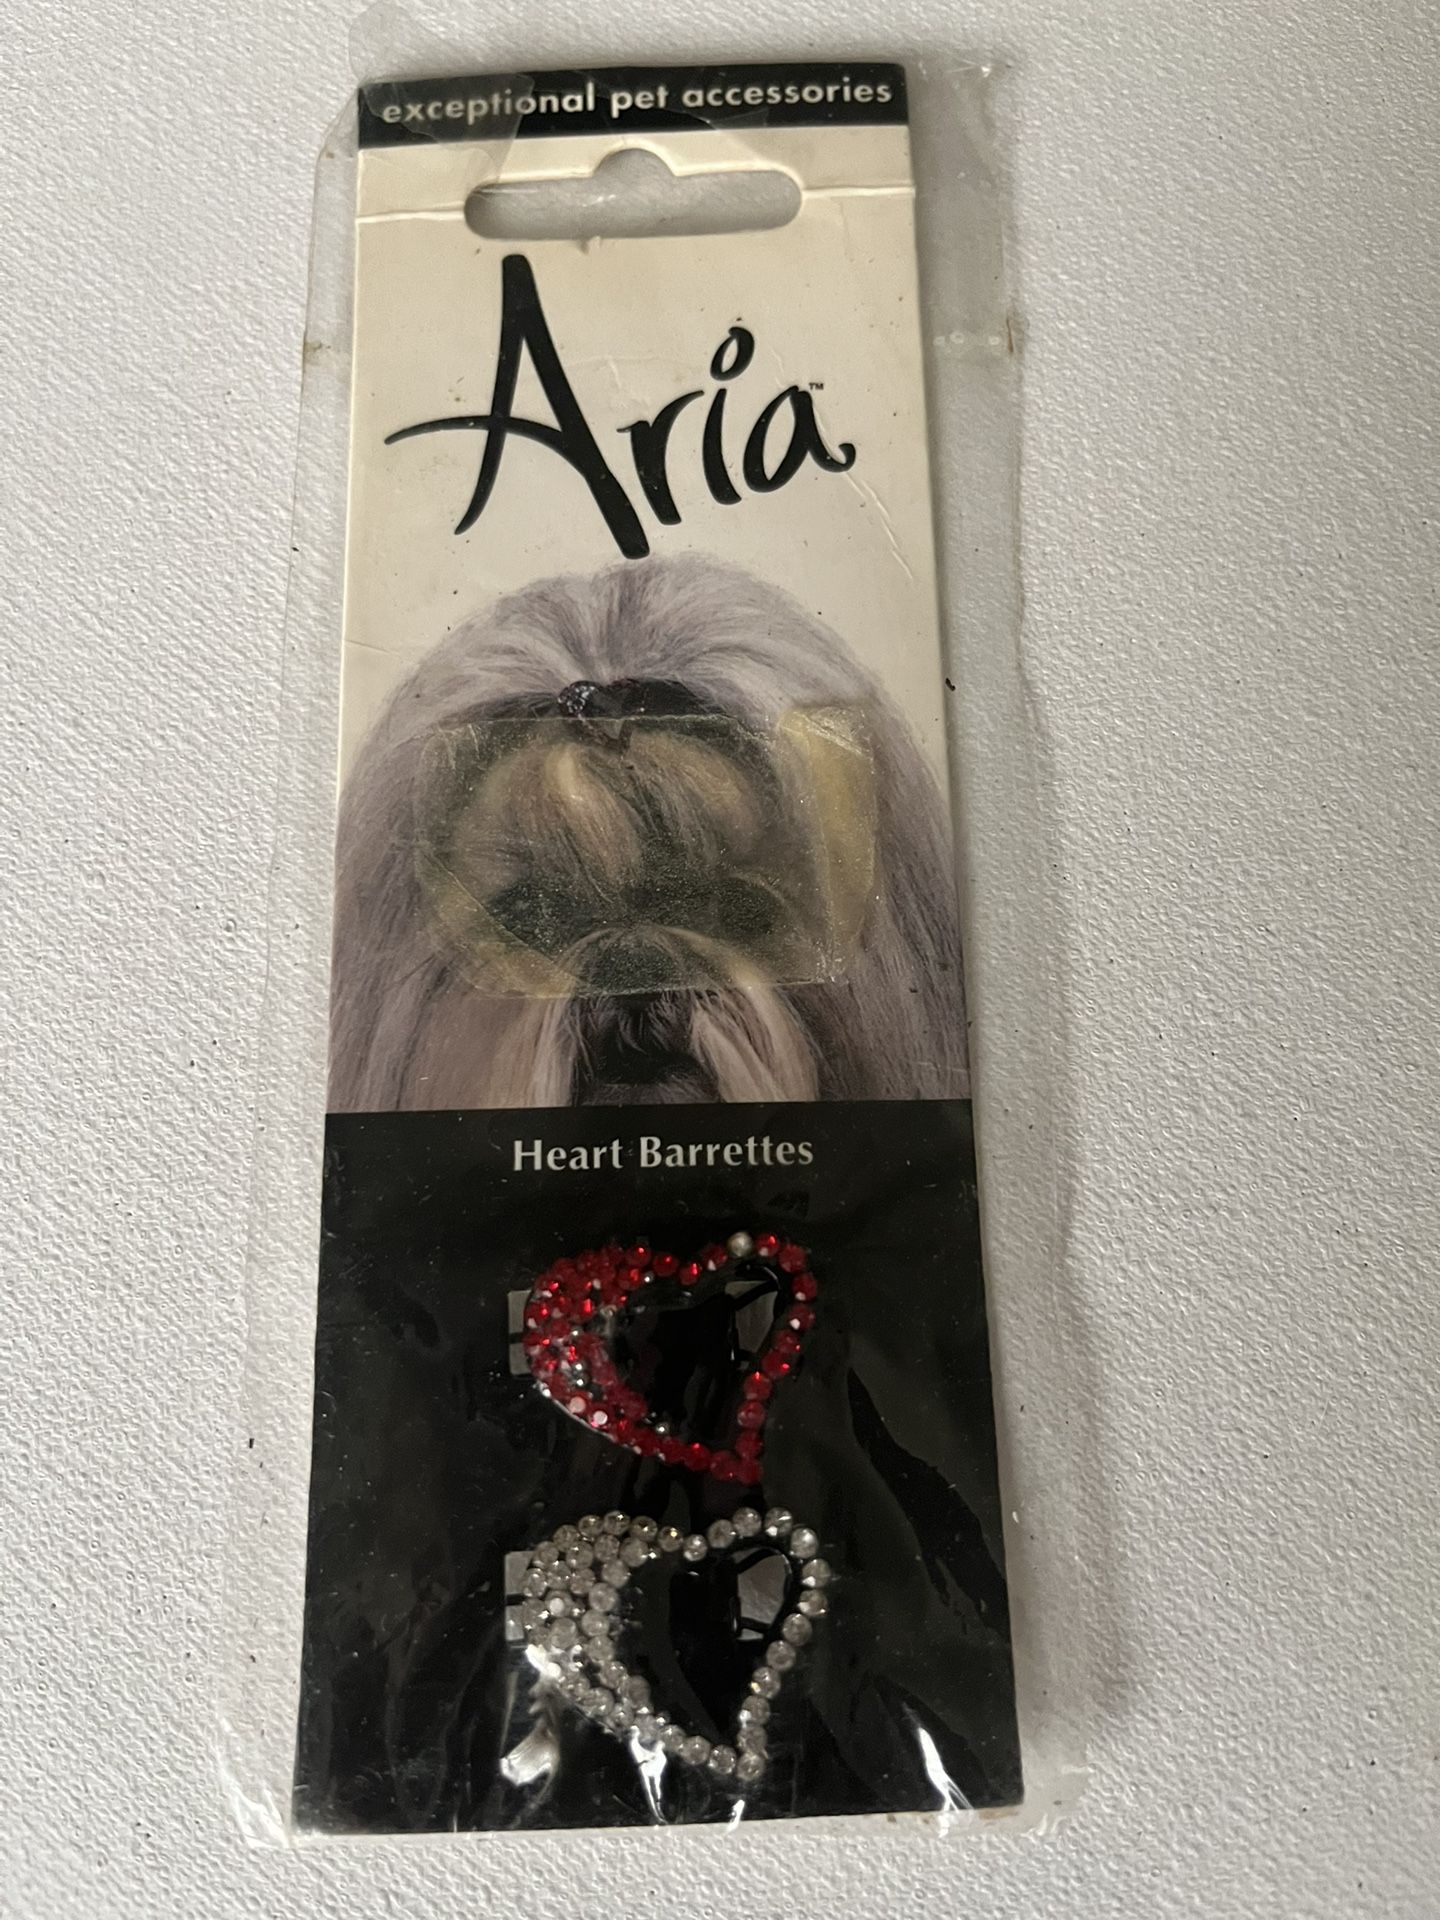 exceptional pet accessories
Aria™
Heart Barrettes